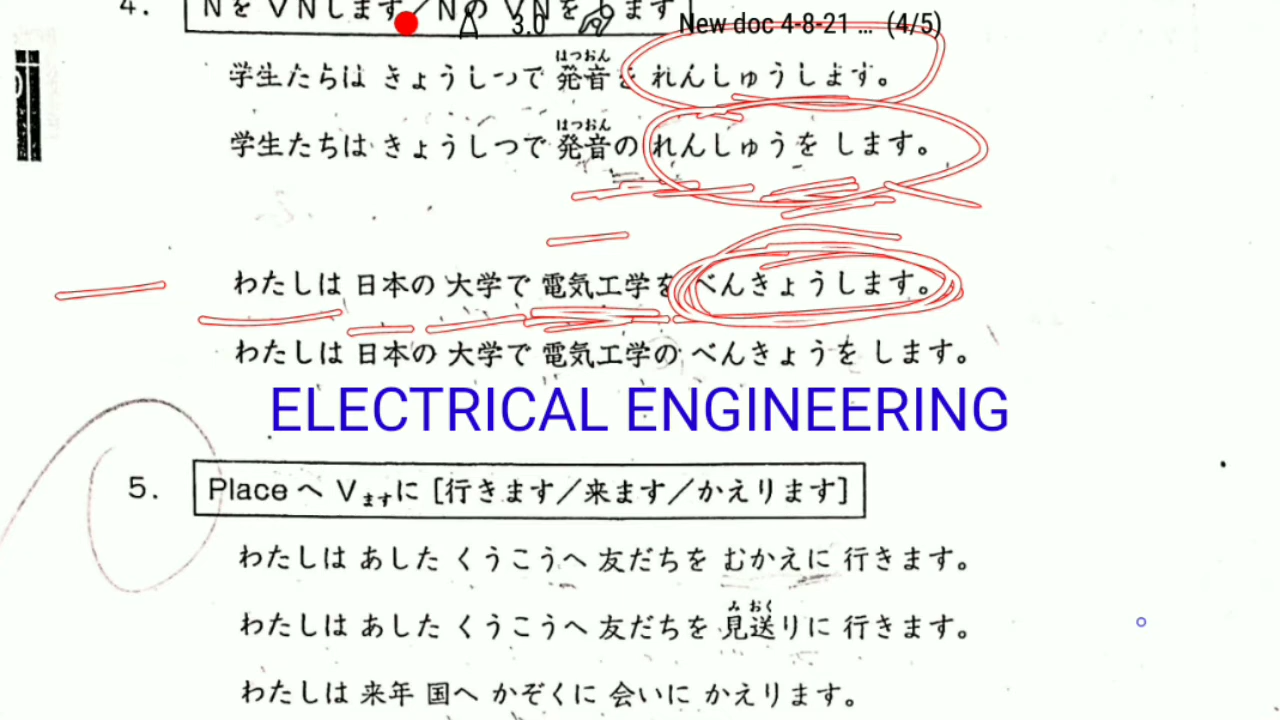 4. Nを VNします／Nの VNを します
3.0 New doc 4-8-21 ... (4/5)
はつおん
学生たちは きょうしつで 発音を れんしゅうします。
はつおん
学生たちは きょうしつで 発音の れんしゅうを します。
わたしは 日本の 大学で 電気工学を べんきょうします。
わたしは 日本の 大学で 電気工学の べんきょうを します。
ELECTRICAL ENGINEERING
5. Placeへ Vますに [行きます／来ます／かえります]
わたしは あした くうこうへ 友だちを むかえに 行きます。
み おく
わたしは あした くうこうへ 友だちを 見送りに 行きます。
わたしは 来年 国へ かぞくに 会いに かえります。